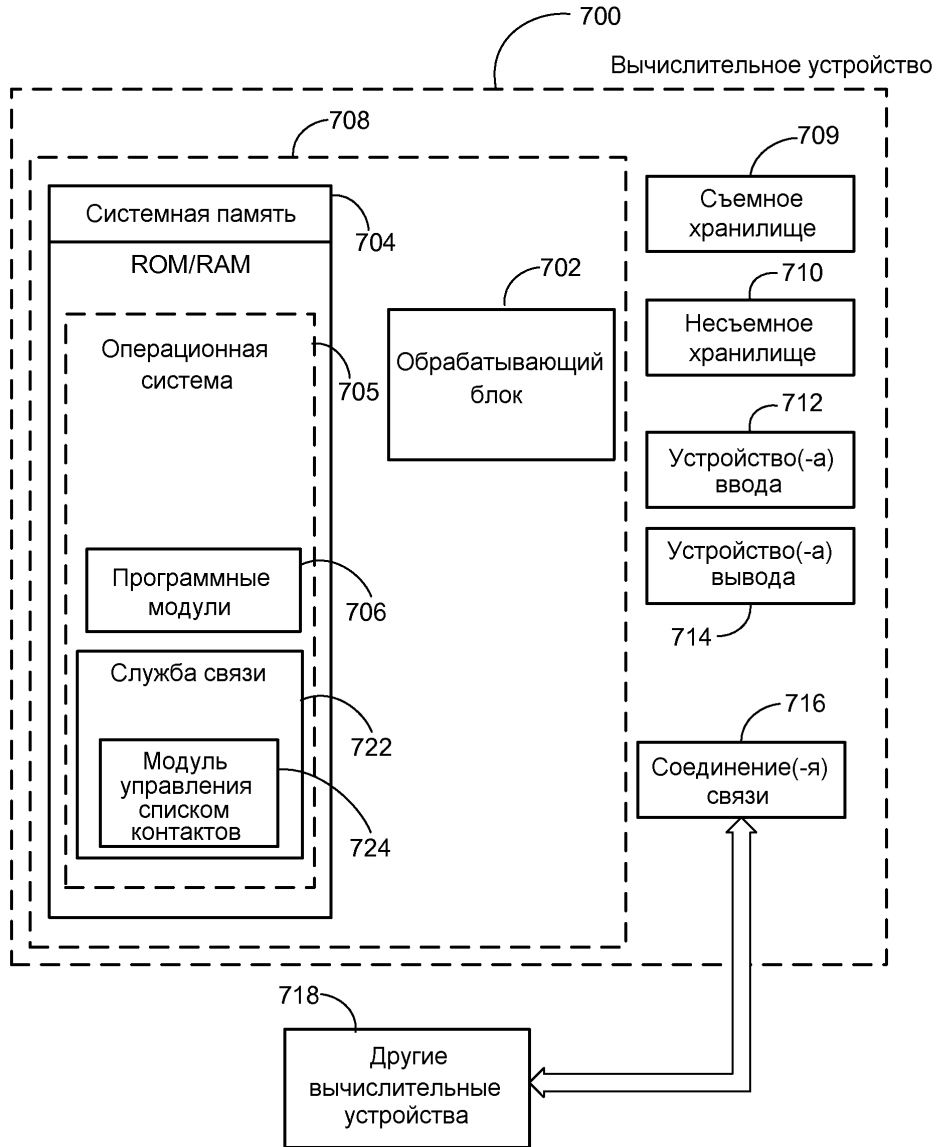 700
Вычислительное устройство
708
709
Съемное
хранилище
Системная память
704
ROM/RAM
702
710
Несъемное
хранилище
Операционная
система
705
Обрабатывающий
блок
712
Устройство(-а)
ввода
Устройство(-а)
вывода
714
Программные
модули
706
Служба связи
722
716
Соединение(-я)
связи
Модуль
управления
списком
контактов
724
718
Другие
вычислительные
устройства